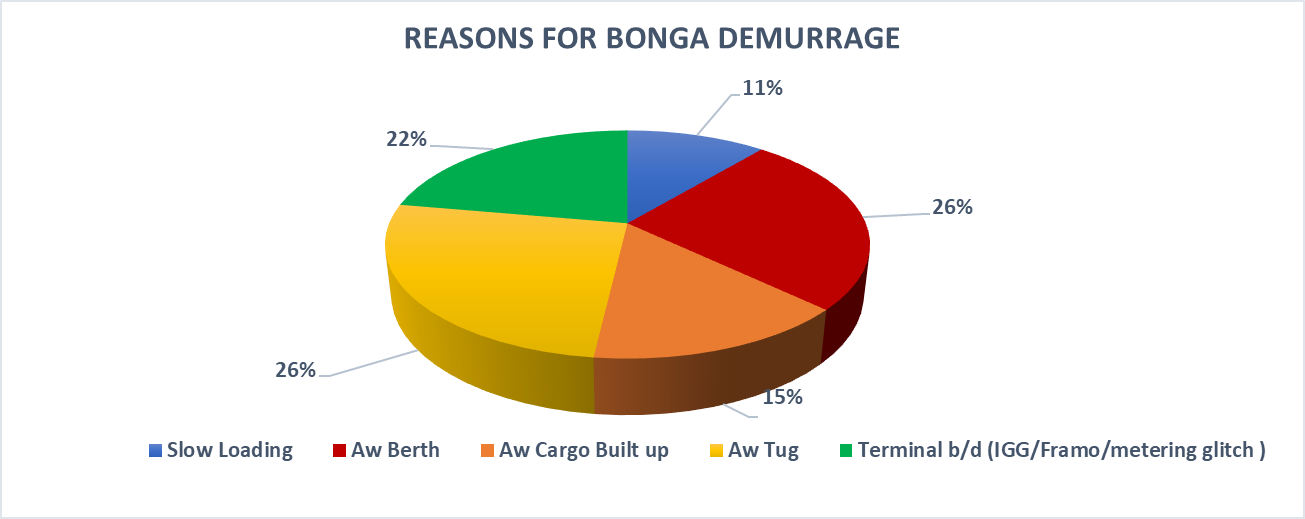 REASONS FOR BONGA DEMURRAGE
11%
22%
26%
26%
15%
Slow Loading Aw Berth Aw Cargo Built up Aw Tug Terminal b/d (IGG/Framo/metering glitch )